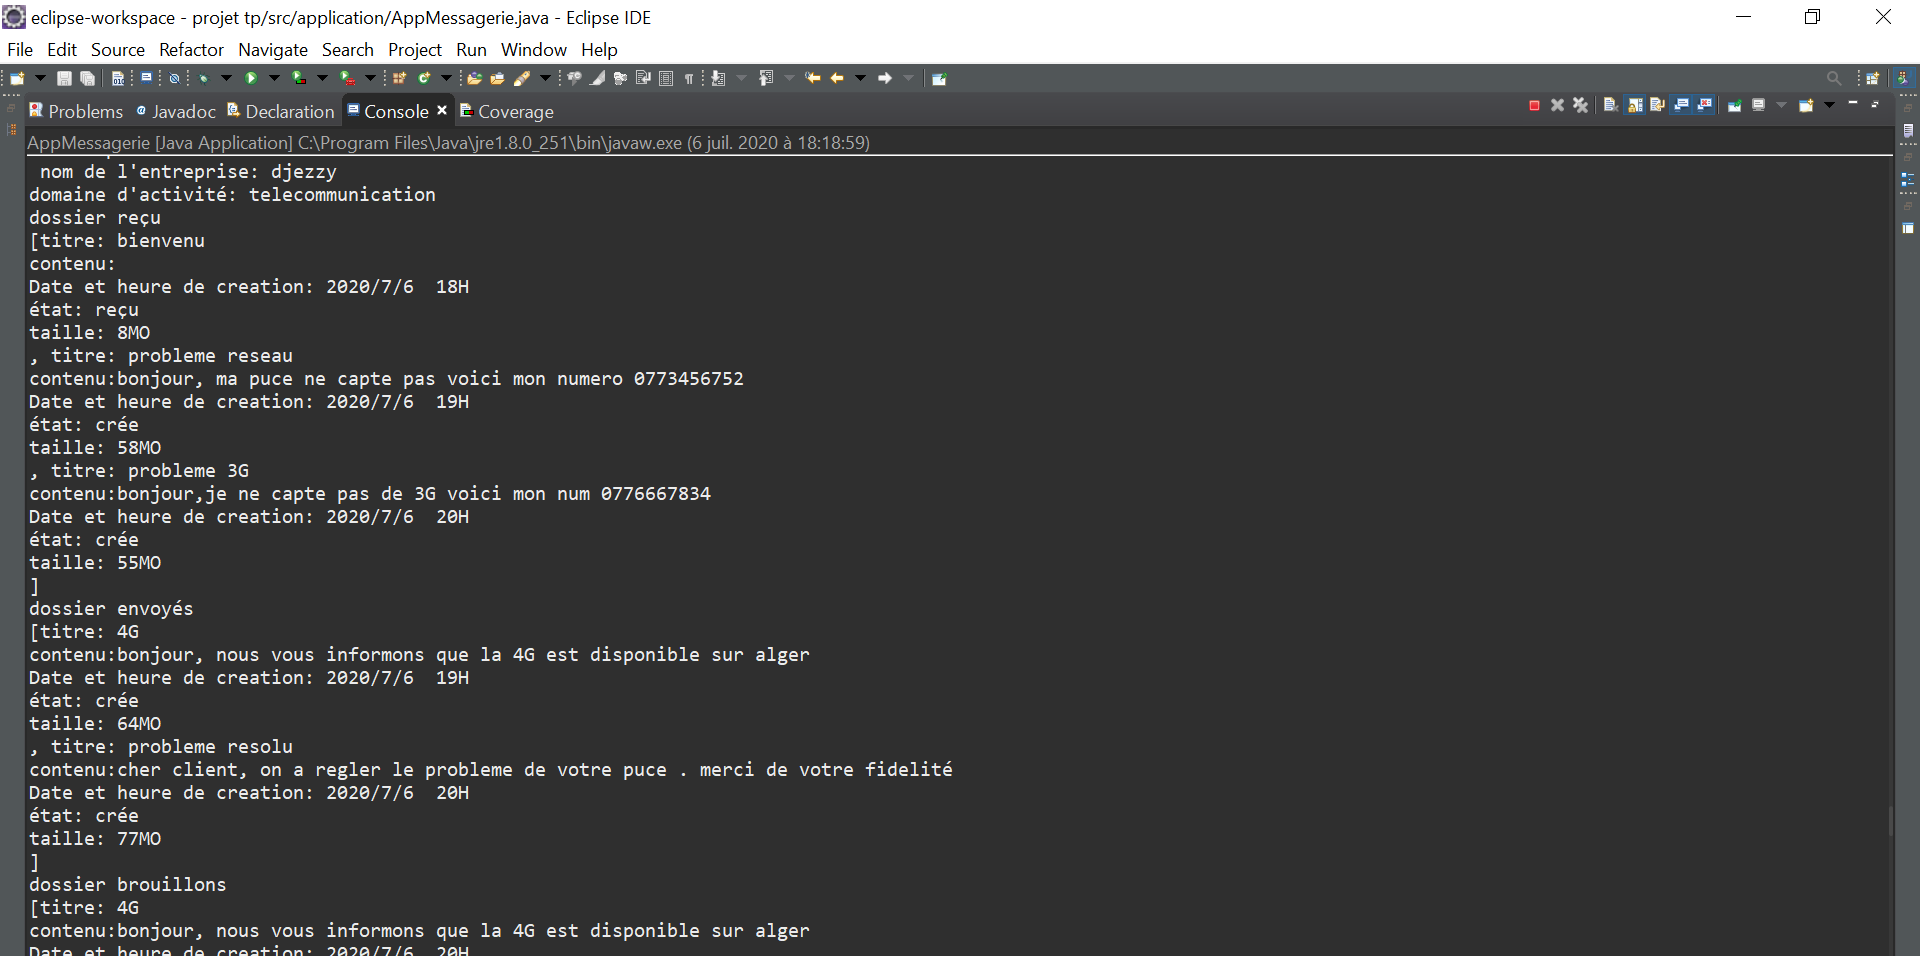 eclipse-workspace - projet tp/src/application/AppMessagerie.java - Eclipse IDE
File Edit Source Refactor Navigate Search Project Run Window Help
Problems Javadoc Declaration Console Coverage
AppMessagerie [Java Application] C:\Program Files\Java\jre1.8.0_251\bin\javaw.exe (6 juil. 2020 à 18:18:59)
nom de l'entreprise: djezzy
domaine d'activité: telecommunication
dossier reçu
[titre: bienvenu
contenu:
Date et heure de creation: 2020/7/6  18H
état: reçu
taille: 8MO
, titre: probleme reseau
contenu:bonjour, ma puce ne capte pas voici mon numero 0773456752
Date et heure de creation: 2020/7/6  19H
état: crée
taille: 58MO
, titre: probleme 3G
contenu:bonjour,je ne capte pas de 3G voici mon num 0776667834
Date et heure de creation: 2020/7/6  20H
état: crée
taille: 55MO
]
dossier envoyés
[titre: 4G
contenu:bonjour, nous vous informons que la 4G est disponible sur alger
Date et heure de creation: 2020/7/6  19H
état: crée
taille: 64MO
, titre: probleme resolu
contenu:cher client, on a regler le probleme de votre puce . merci de votre fidelité
Date et heure de creation: 2020/7/6  20H
état: crée
taille: 77MO
]
dossier brouillons
[titre: 4G
contenu:bonjour, nous vous informons que la 4G est disponible sur alger
Date et heure de creation: 2020/7/6  20H